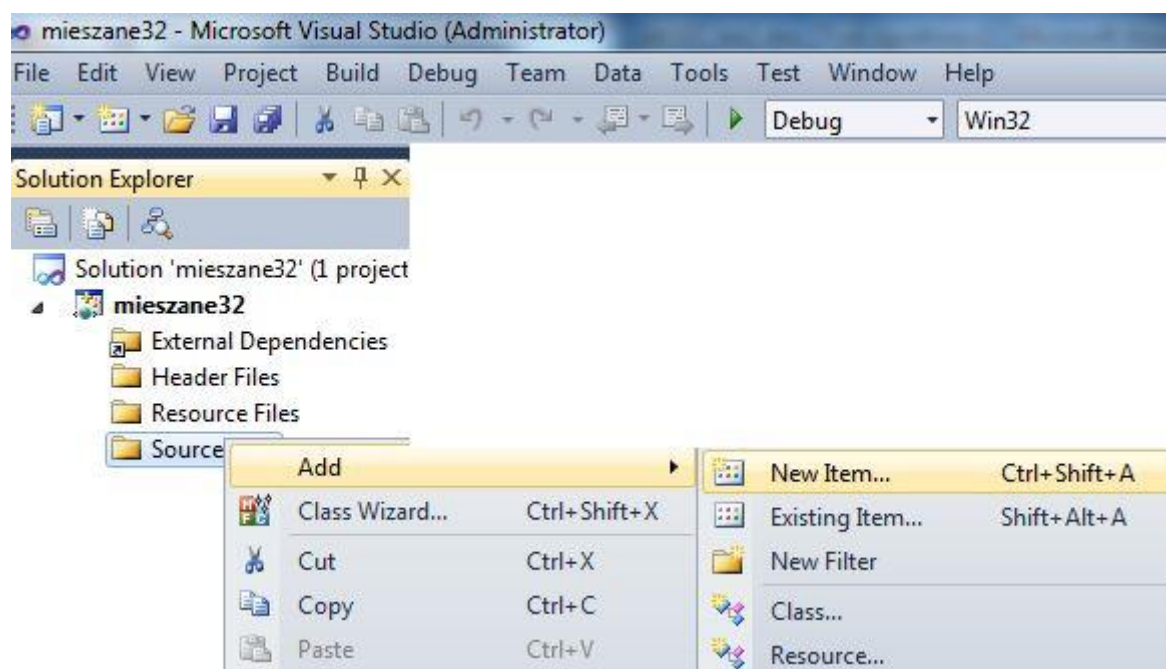 mieszane32 - Microsoft Visual Studio (Administrator)
File Edit View Project Build Debug Team Data Tools Test Window Help
Debug Win32
Solution Explorer
Solution 'mieszane32' (1 project
mieszane32
External Dependencies
Header Files
Resource Files
Source
Add
Class Wizard... Ctrl+Shift+X
Cut Ctrl+X
Copy Ctrl+C
Paste Ctrl+V
New Item... Ctrl+Shift+A
Existing Item... Shift+Alt+A
New Filter
Class...
Resource...